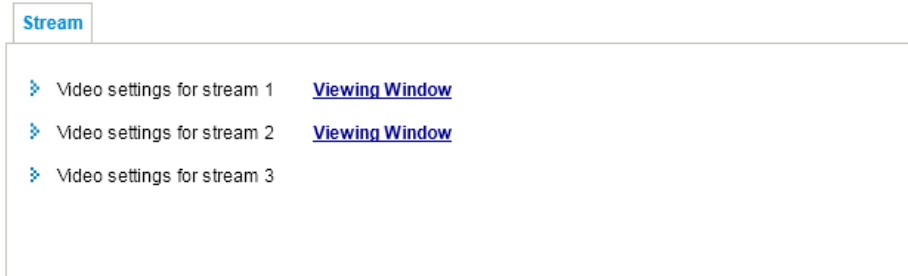 Stream
Video settings for stream 1 Viewing Window
Video settings for stream 2 Viewing Window
Video settings for stream 3